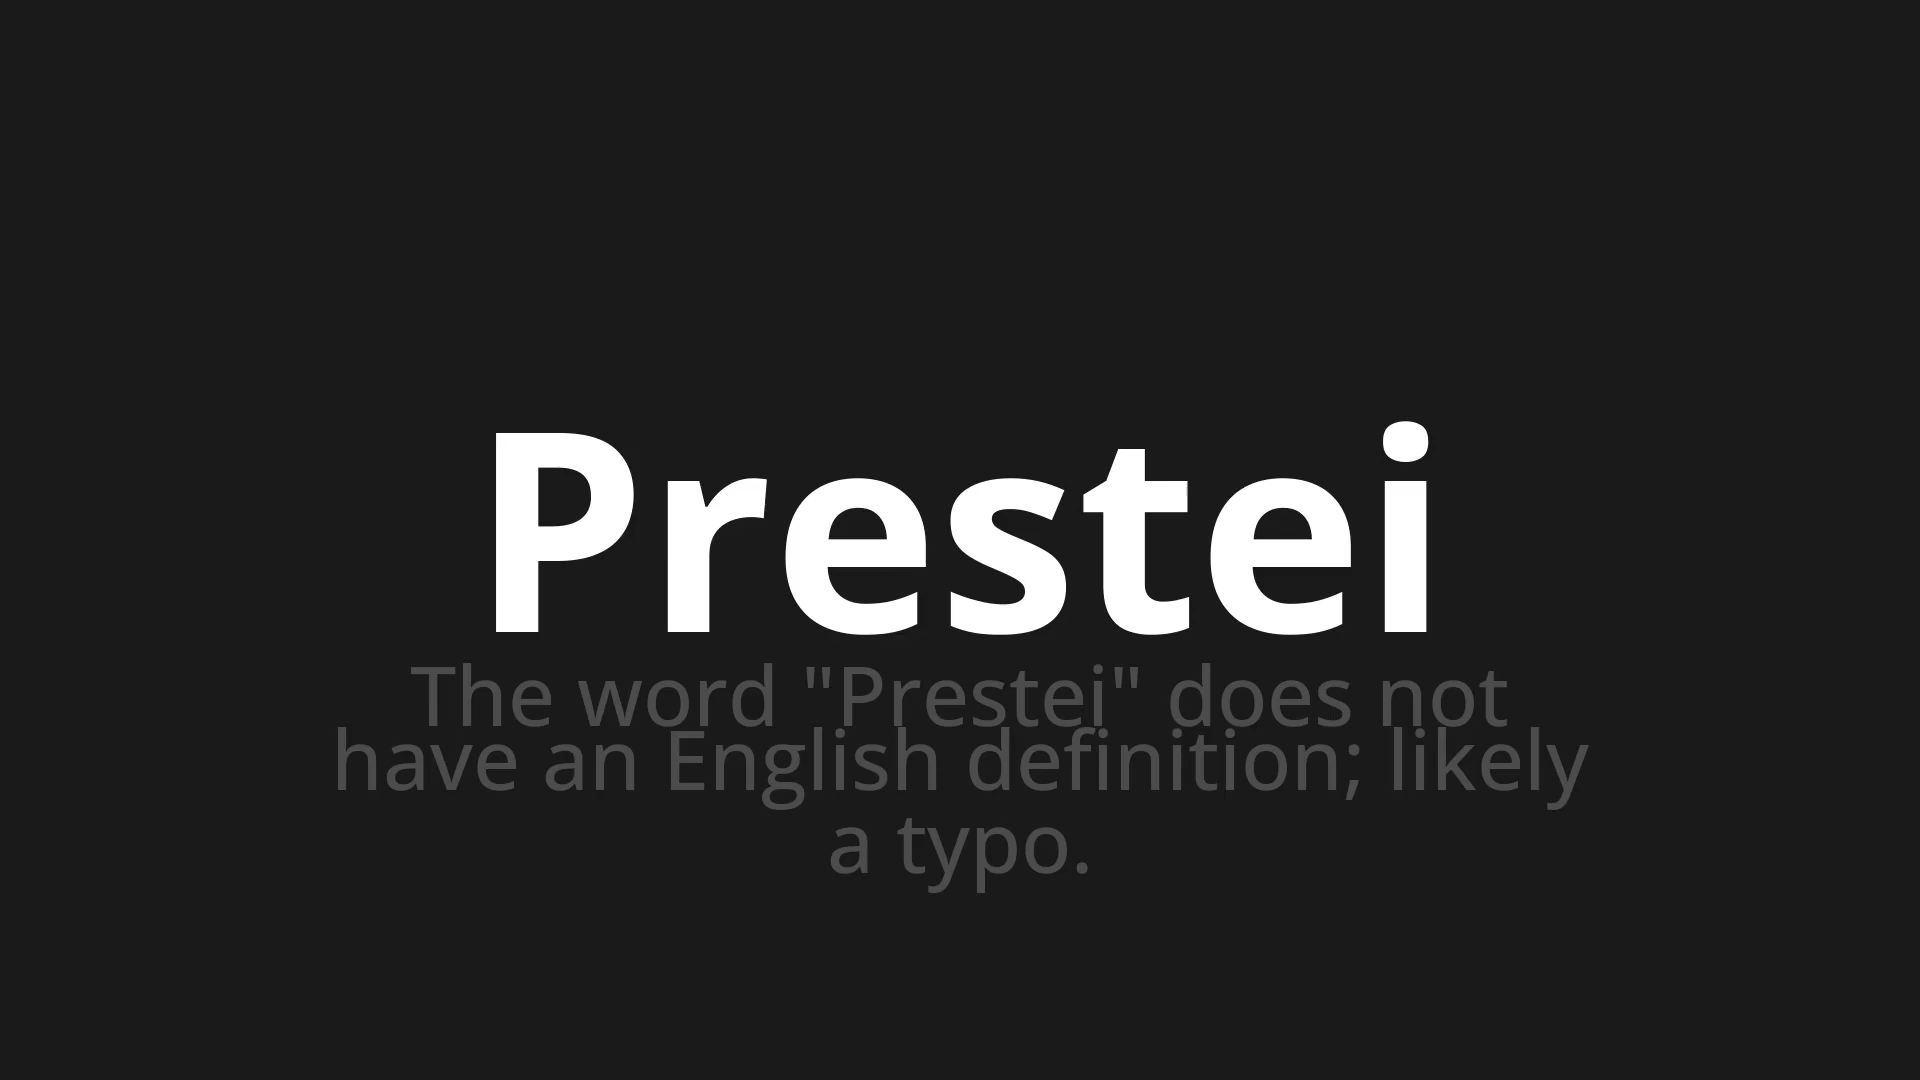 Prestei
The word "Prestei" does not
have an English definition; likely
a typo.